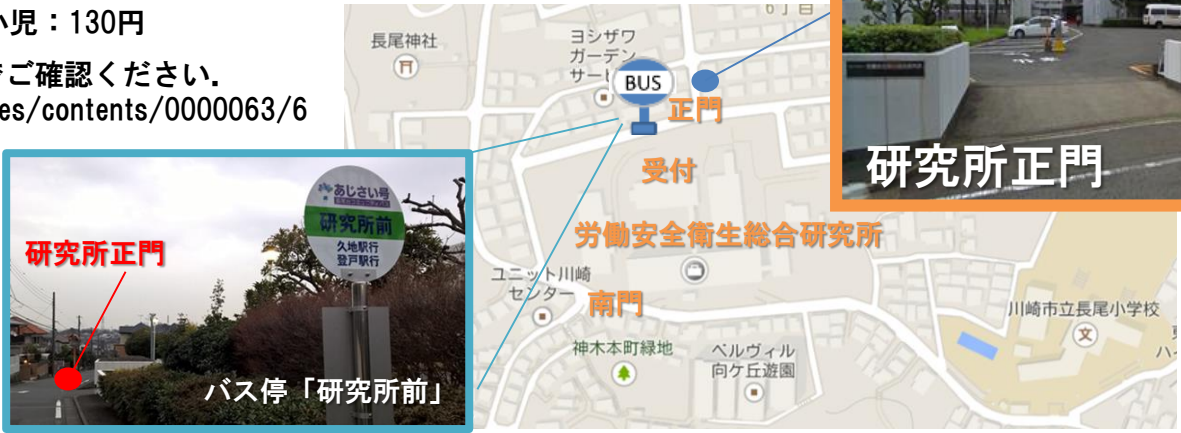 小児：130円
でご確認ください．
es/contents/0000063/6
6丁目
長尾神社
ヨシザワ
ガーデン
サービ
BUS
正門
受付
労働安全衛生総合研究所
研究所正門
あじさい号
研究所前
久地駅行
登戸駅行
研究所正門
バス停「研究所前」
ユニット川崎
センター
南門
神木本町緑地
ベルヴィル
向ケ丘遊園
川崎市立長尾小学校
文
ハイ